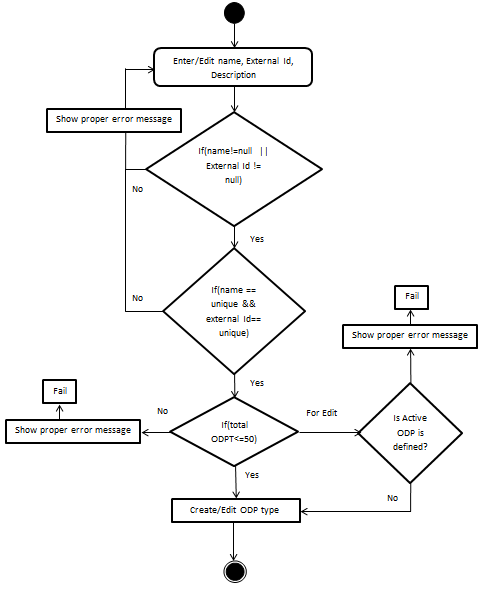 Enter/Edit name, External Id,
Description
Show proper error message
If(name!=null ||
External Id !=
null)
No
Yes
If(name ==
unique &&
external Id==
unique)
No
Fail
Show proper error message
Yes
Fail
Show proper error message
No
If(total
ODPT<=50)
For Edit
Is Active
ODP is
defined?
Yes
No
Create/Edit ODP type